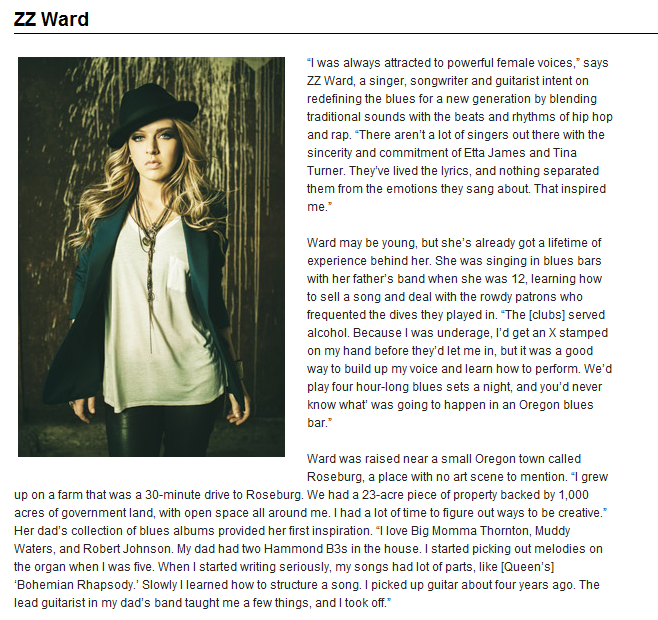 ZZ Ward
“I was always attracted to powerful female voices,” says
ZZ Ward, a singer, songwriter and guitarist intent on
redefining the blues for a new generation by blending
traditional sounds with the beats and rhythms of hip hop
and rap. “There aren’t a lot of singers out there with the
sincerity and commitment of Etta James and Tina
Turner. They’ve lived the lyrics, and nothing separated
them from the emotions they sang about. That inspired
me.”
Ward may be young, but she’s already got a lifetime of
experience behind her. She was singing in blues bars
with her father’s band when she was 12, learning how
to sell a song and deal with the rowdy patrons who
frequented the dives they played in. “The [clubs] served
alcohol. Because I was underage, I’d get an X stamped
on my hand before they’d let me in, but it was a good
way to build up my voice and learn how to perform. We’d
play four hour-long blues sets a night, and you’d never
know what’ was going to happen in an Oregon blues
bar.”
Ward was raised near a small Oregon town called
Roseburg, a place with no art scene to mention. “I grew
up on a farm that was a 30-minute drive to Roseburg. We had a 23-acre piece of property backed by 1,000
acres of government land, with open space all around me. I had a lot of time to figure out ways to be creative.”
Her dad’s collection of blues albums provided her first inspiration. “I love Big Momma Thornton, Muddy
Waters, and Robert Johnson. My dad had two Hammond B3s in the house. I started picking out melodies on
the organ when I was five. When I started writing seriously, my songs had lot of parts, like [Queen’s]
‘Bohemian Rhapsody.’ Slowly I learned how to structure a song. I picked up guitar about four years ago. The
lead guitarist in my dad’s band taught me a few things, and I took off.”